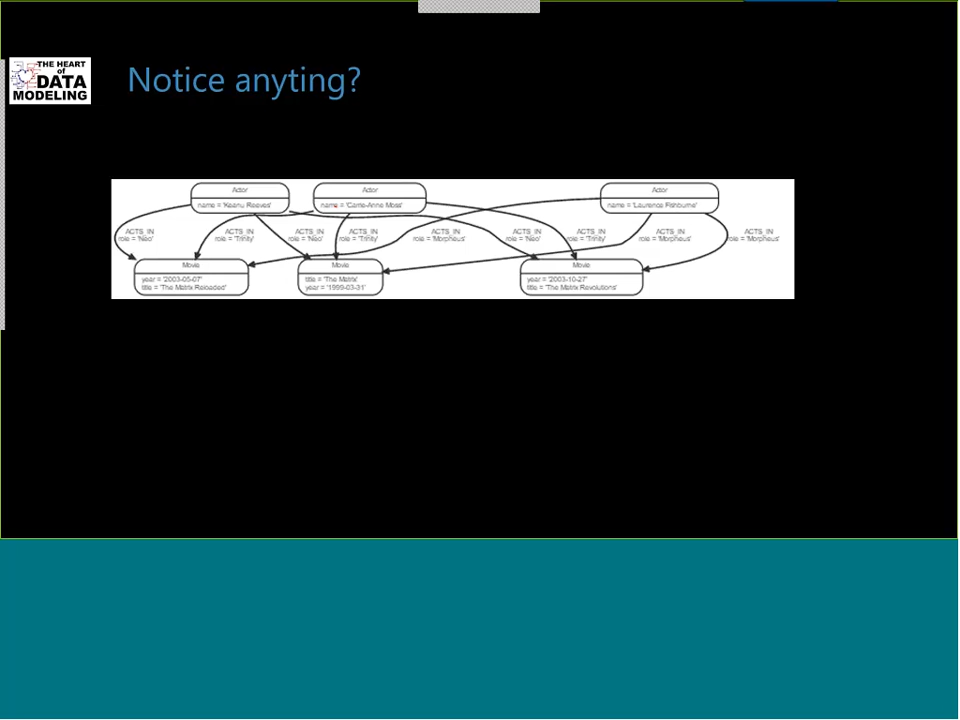 THE HEART
of
DATA
MODELING
Notice anyting?
Actor
name = 'Keanu Reeves'
Actor
name = 'Carrie-Anne Moss'
Actor
name = 'Laurence Fishburne'
ACTS_IN
role = 'Neo'
ACTS_IN
role = 'Trinity'
ACTS_IN
role = 'Neo'
ACTS_IN
role = 'Trinity'
ACTS_IN
role = 'Morpheus'
ACTS_IN
role = 'Neo'
ACTS_IN
role = 'Trinity'
ACTS_IN
role = 'Morpheus'
ACTS_IN
role = 'Morpheus'
Movie
year = '2003-05-07'
title = 'The Matrix Reloaded'
Movie
title = 'The Matrix'
year = '1999-03-31'
Movie
year = '2003-10-27'
title = 'The Matrix Revolutions'